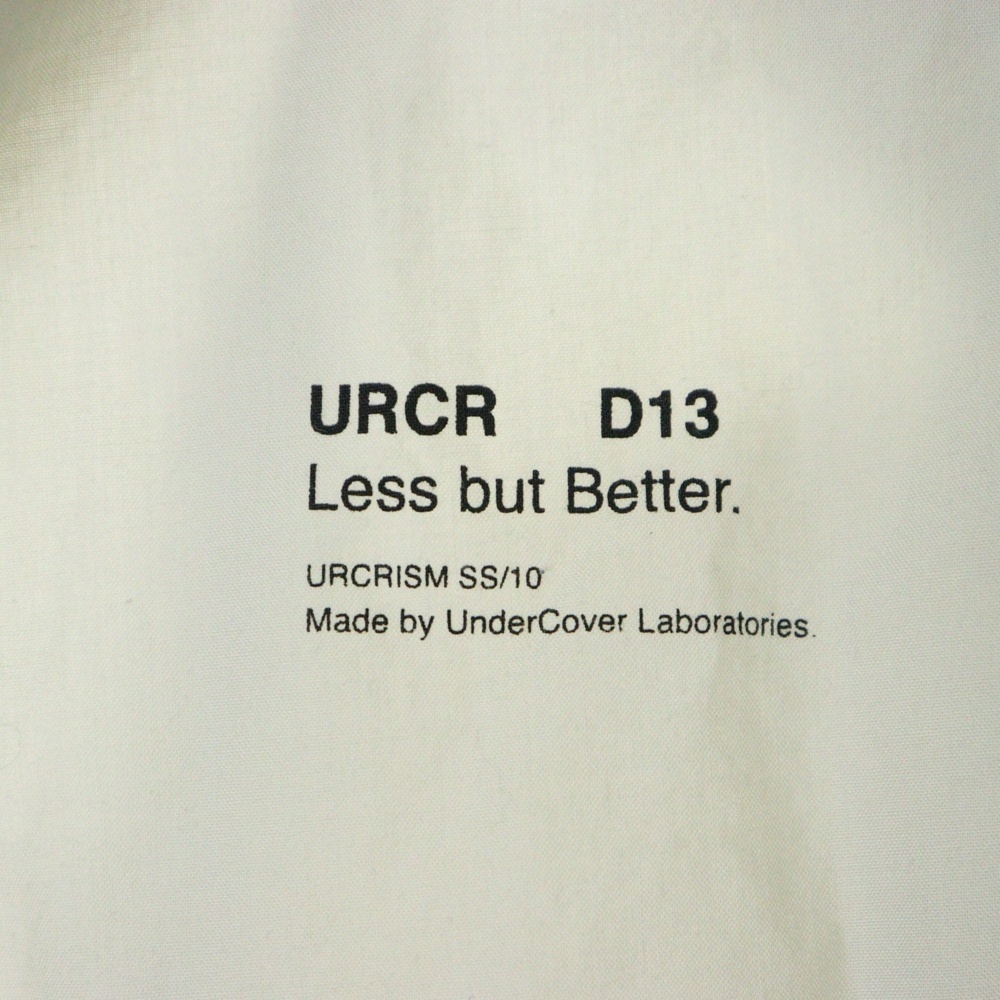 URCR D13
Less but Better.
URCRISM SS/10
Made by UnderCover Laboratories.